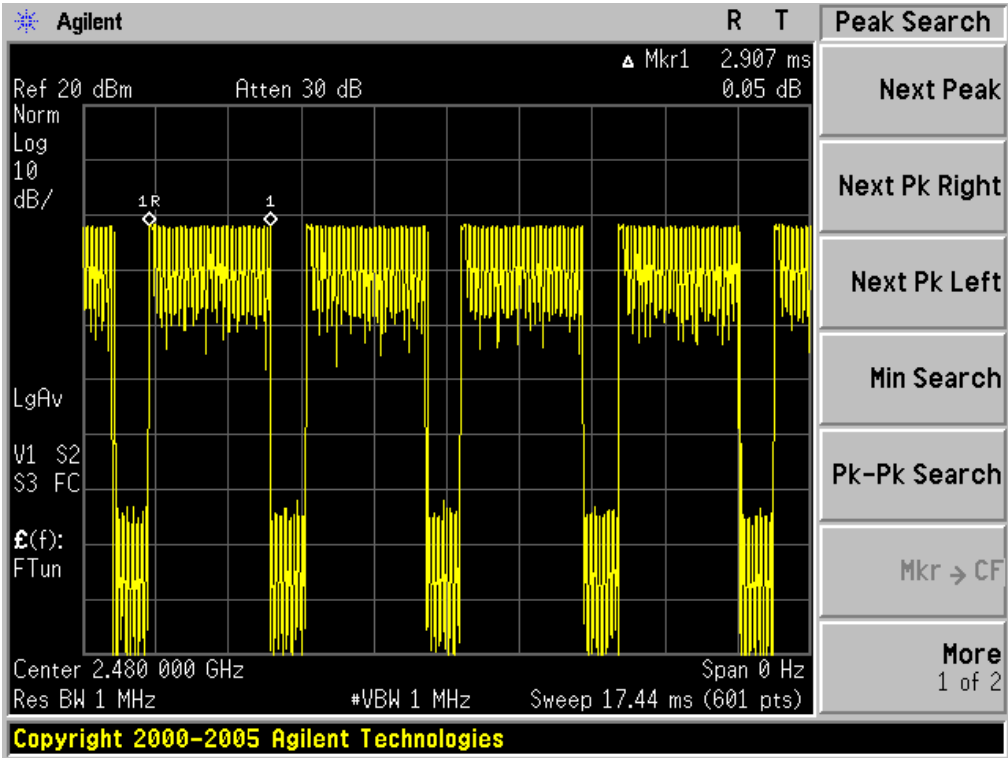 Agilent R T
Peak Search
▵ Mkr1 2.907 ms
Ref 20 dBm Atten 30 dB 0.05 dB
Norm
Log
10
dB/
1R 1
LgAv
V1 S2
S3 FC
£(f):
FTun
Center 2.480 000 GHz Span 0 Hz
Res BW 1 MHz #VBW 1 MHz Sweep 17.44 ms (601 pts)
Copyright 2000-2005 Agilent Technologies
Next Peak
Next Pk Right
Next Pk Left
Min Search
Pk-Pk Search
Mkr → CF
More
1 of 2